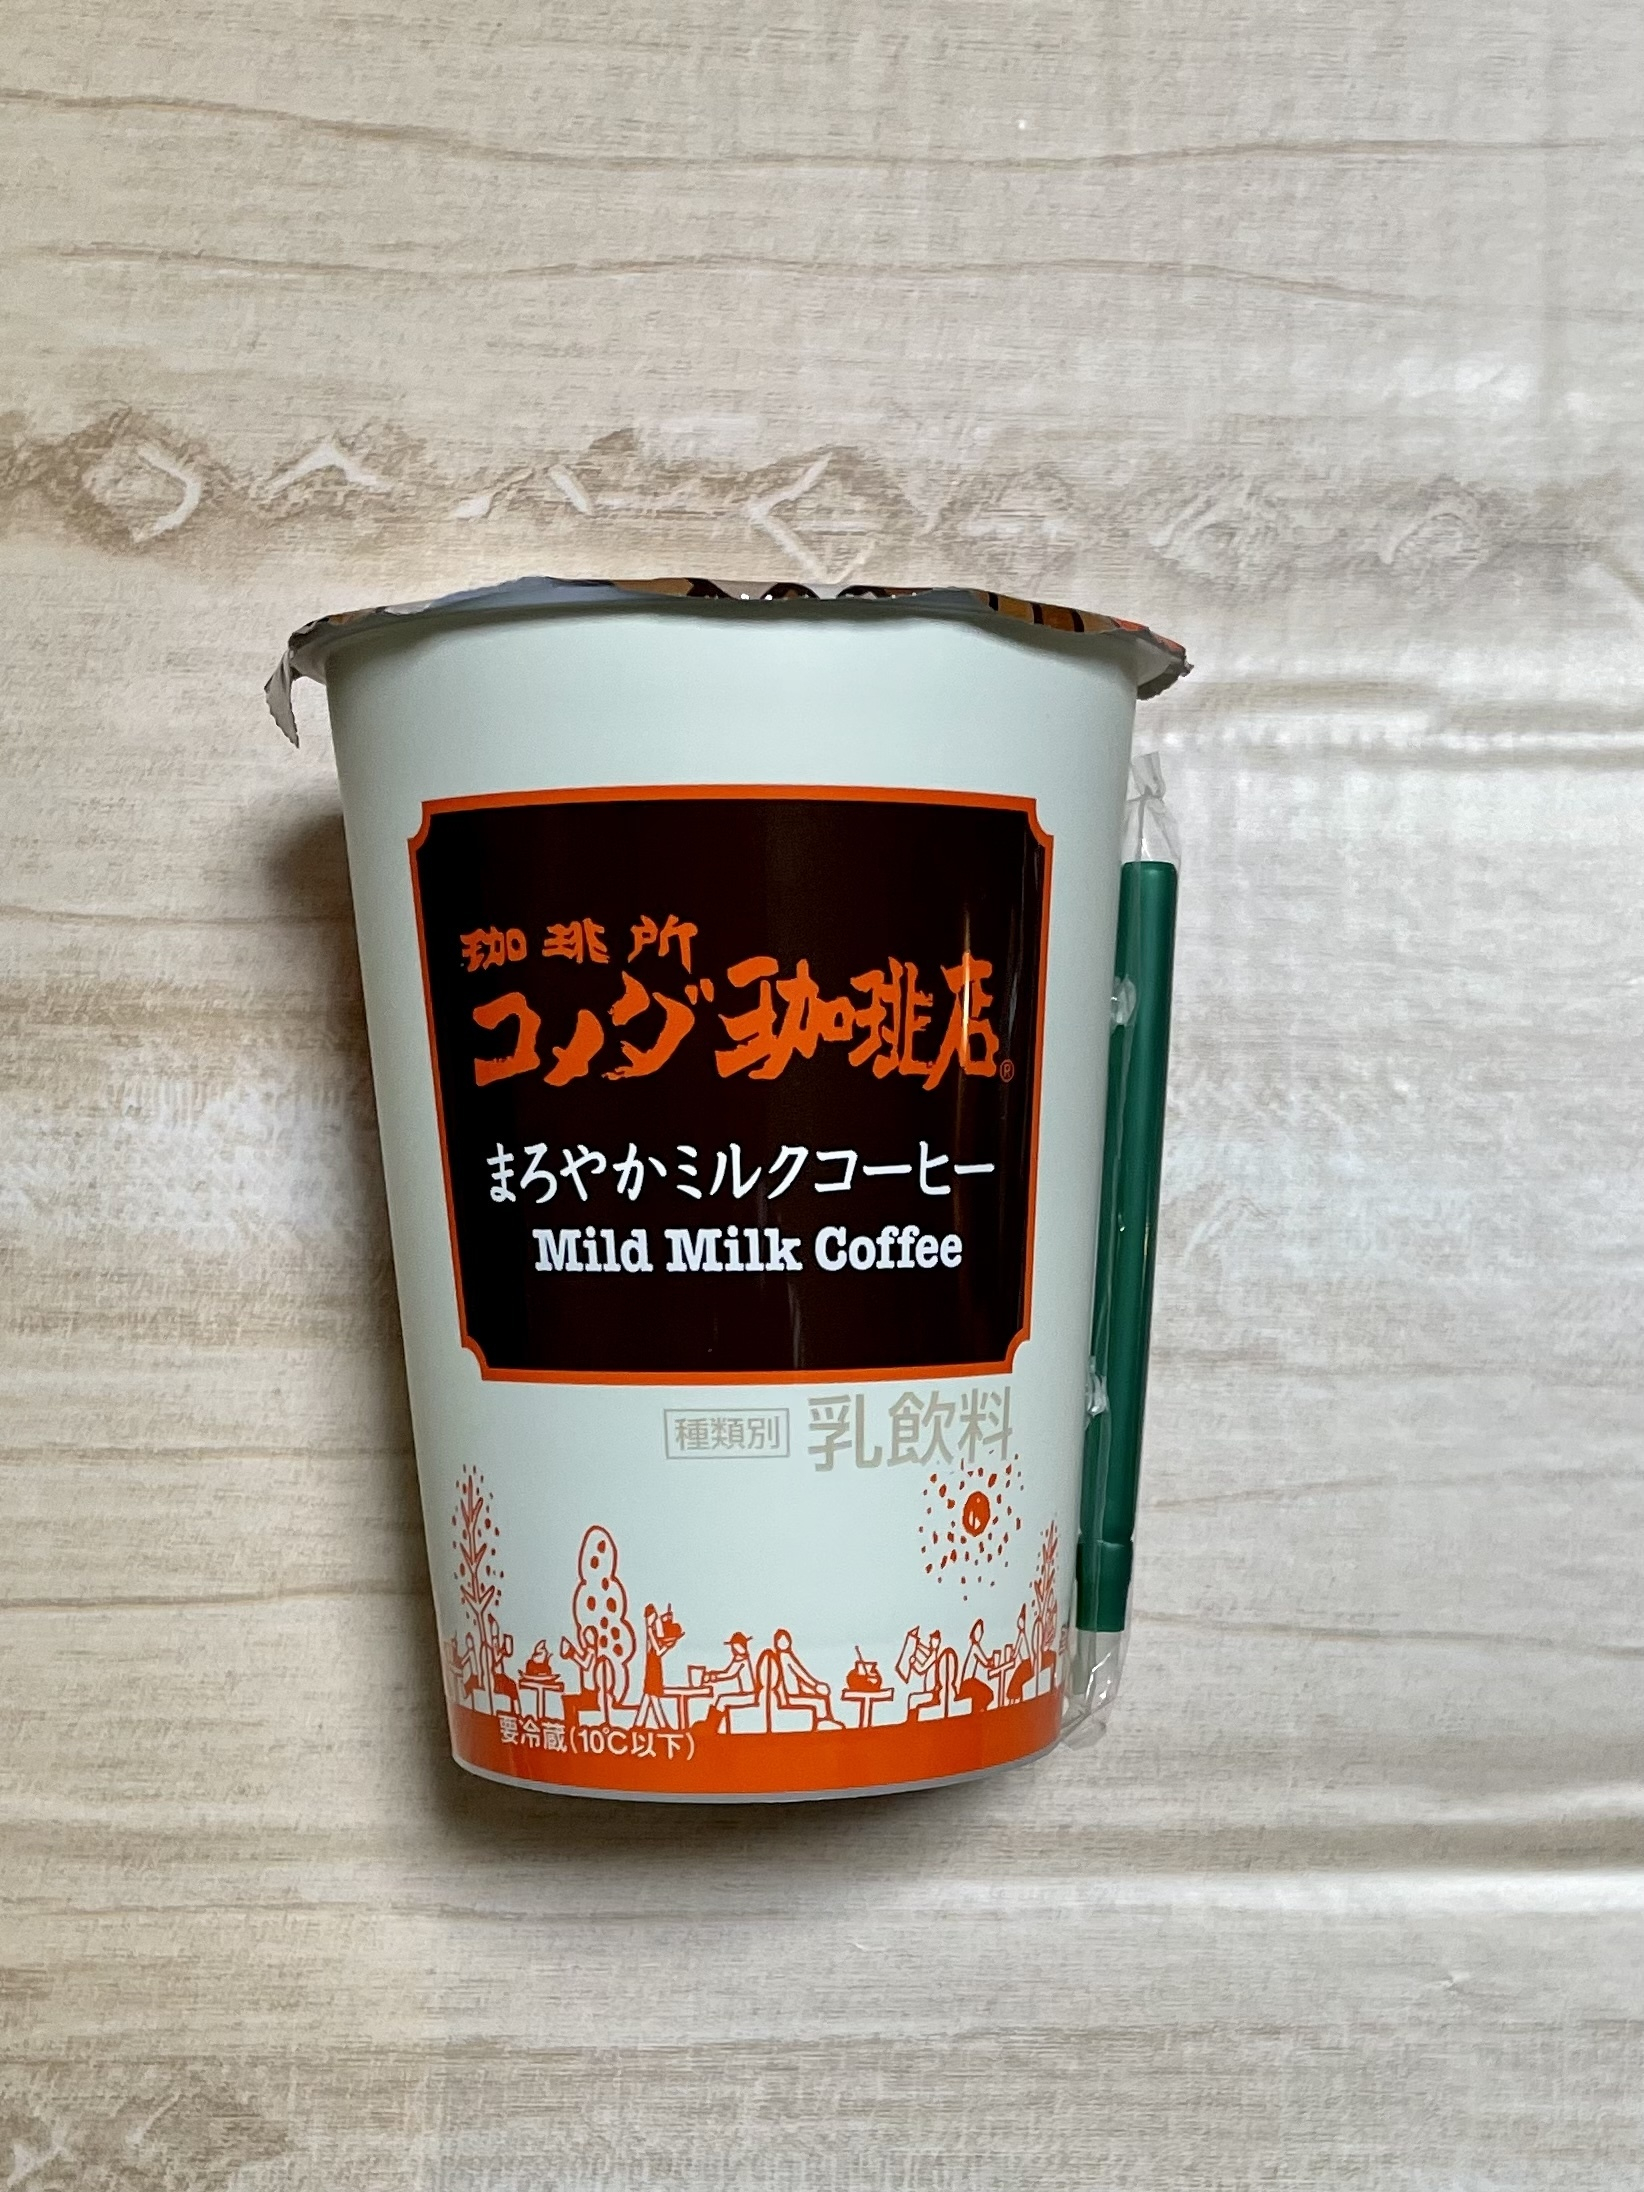 珈琲所
コメダ珈琲店®
まろやかミルクコーヒー
Mild Milk Coffee
種類別 乳飲料
要冷蔵(10℃以下)